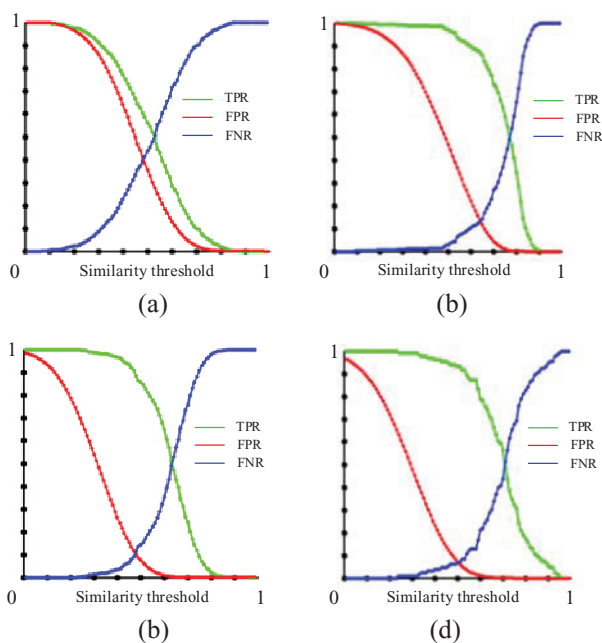 1
TPR
FPR
FNR
0
Similarity threshold
1
(a)
1
TPR
FPR
FNR
0
Similarity threshold
1
(b)
1
TPR
FPR
FNR
0
Similarity threshold
1
(b)
1
TPR
FPR
FNR
0
Similarity threshold
1
(d)